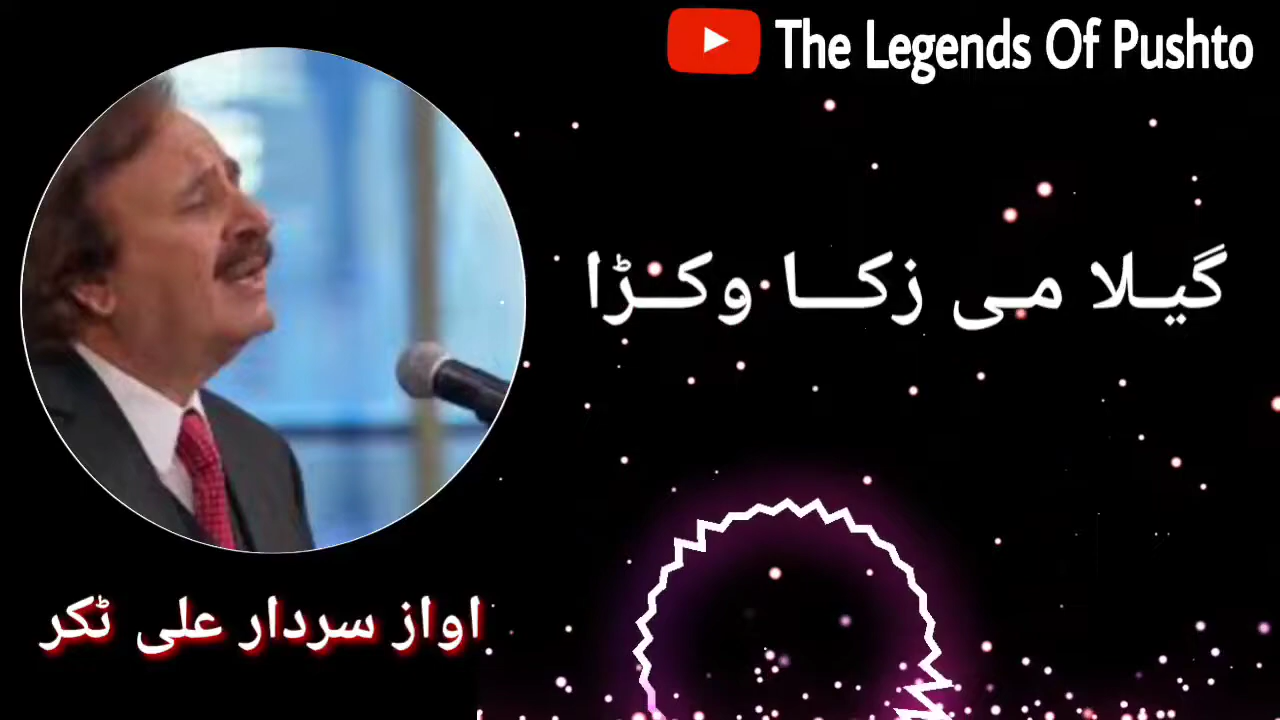 The Legends Of Pushto
گیلا می زکا وکڑا
اواز سردار علی ٹکر